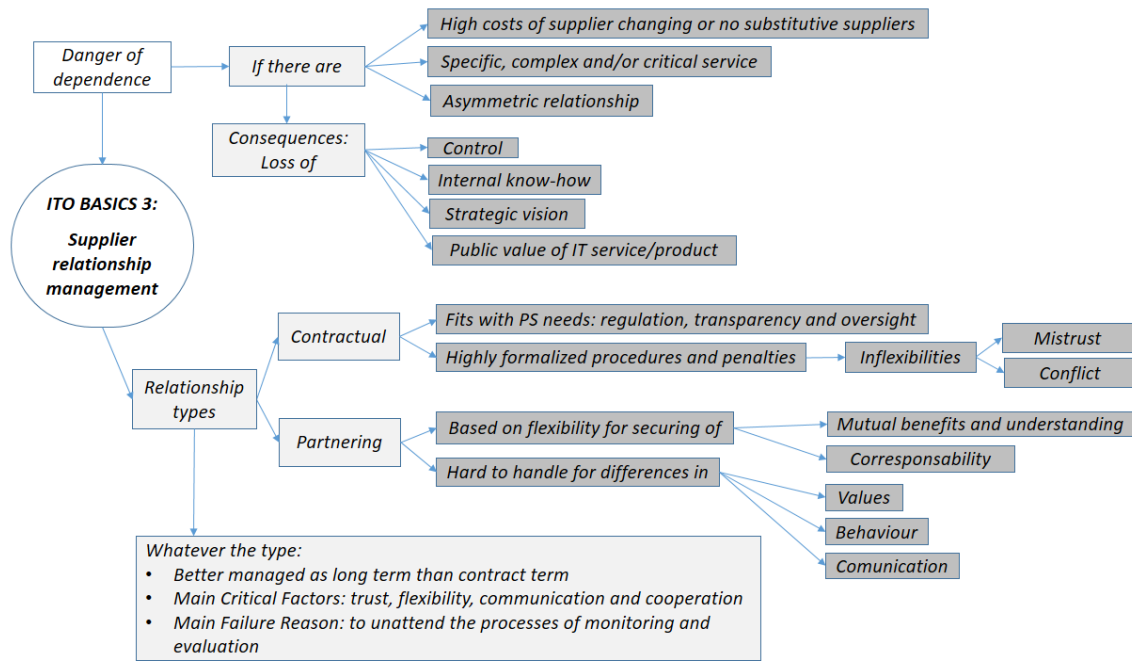 High costs of supplier changing or no substitutive suppliers
Danger of
dependence
If there are
Specific, complex and/or critical service
Asymmetric relationship
Consequences:
Loss of
Control
Internal know-how
Strategic vision
Public value of IT service/product
ITO BASICS 3:
Supplier
relationship
management
Contractual
Fits with PS needs: regulation, transparency and oversight
Highly formalized procedures and penalties
Inflexibilities
Mistrust
Conflict
Relationship
types
Partnering
Based on flexibility for securing of
Mutual benefits and understanding
Corresponsability
Hard to handle for differences in
Values
Behaviour
Comunication
Whatever the type:
• Better managed as long term than contract term
• Main Critical Factors: trust, flexibility, communication and cooperation
• Main Failure Reason: to unattend the processes of monitoring and
evaluation